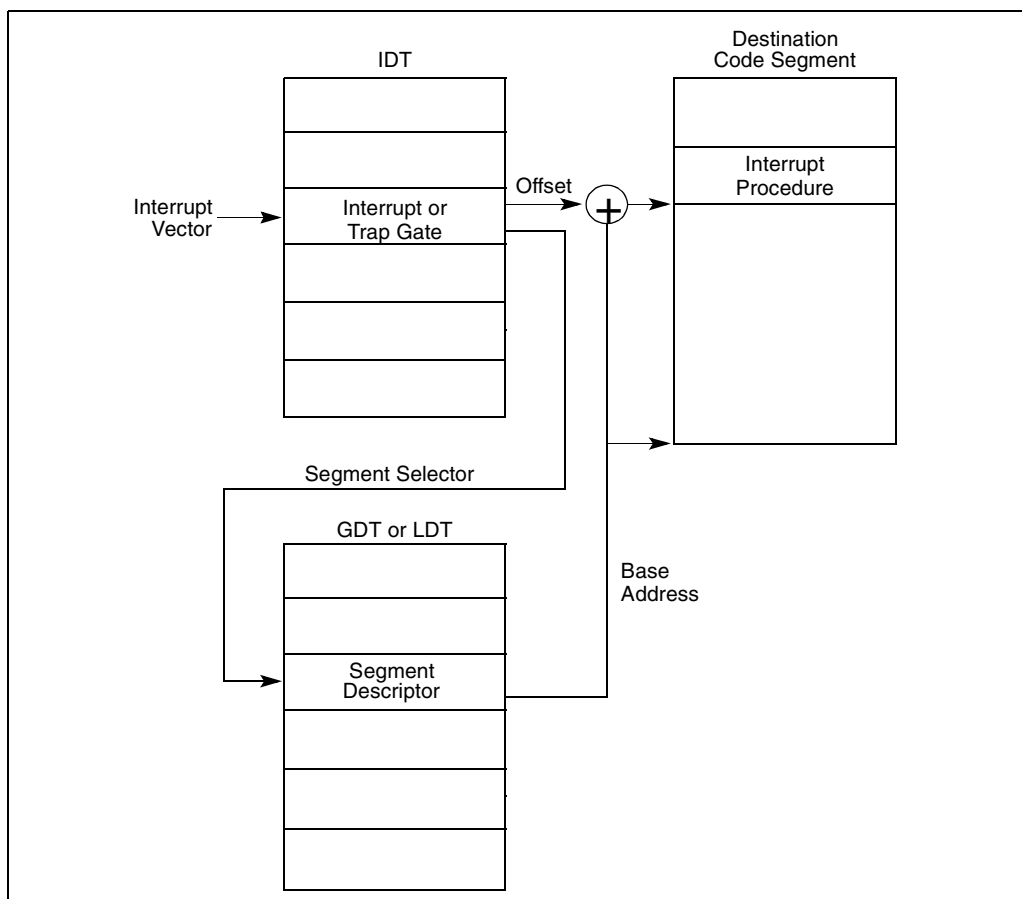 IDT
Destination
Code Segment
Interrupt
Vector
Interrupt or
Trap Gate
Offset
+
Interrupt
Procedure
Segment Selector
GDT or LDT
Segment
Descriptor
Base
Address